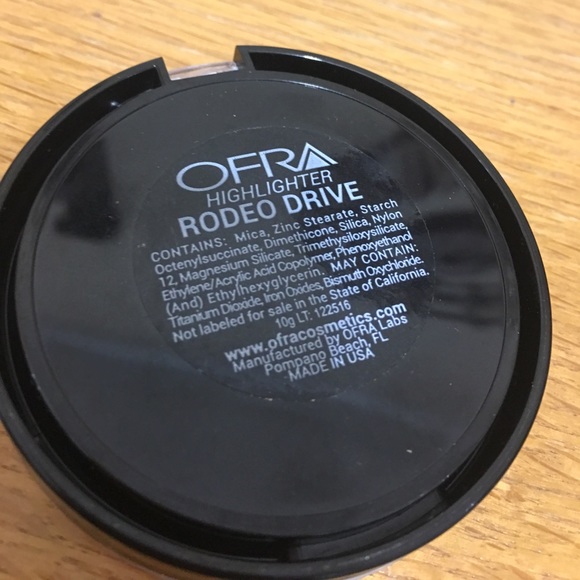 OFRA
HIGHLIGHTER
RODEO DRIVE
CONTAINS: Mica, Zinc Stearate, Starch
Octenylsuccinate, Dimethicone, Silica, Nylon
12, Magnesium Silicate, Trimethysiloxysilicate,
Ethylene/Acrylic Acid Copolymer, Phenoxyethanol
(And) Ethylhexyglycerin. MAY CONTAIN:
Titanium Dioxide, Iron Oxides, Bismuth Oxychloride.
Not labeled for sale in the State of California.
10g LT: 122516
www.ofracosmetics.com
Manufactured by OFRA Labs
Pompano Beach, FL
MADE IN USA